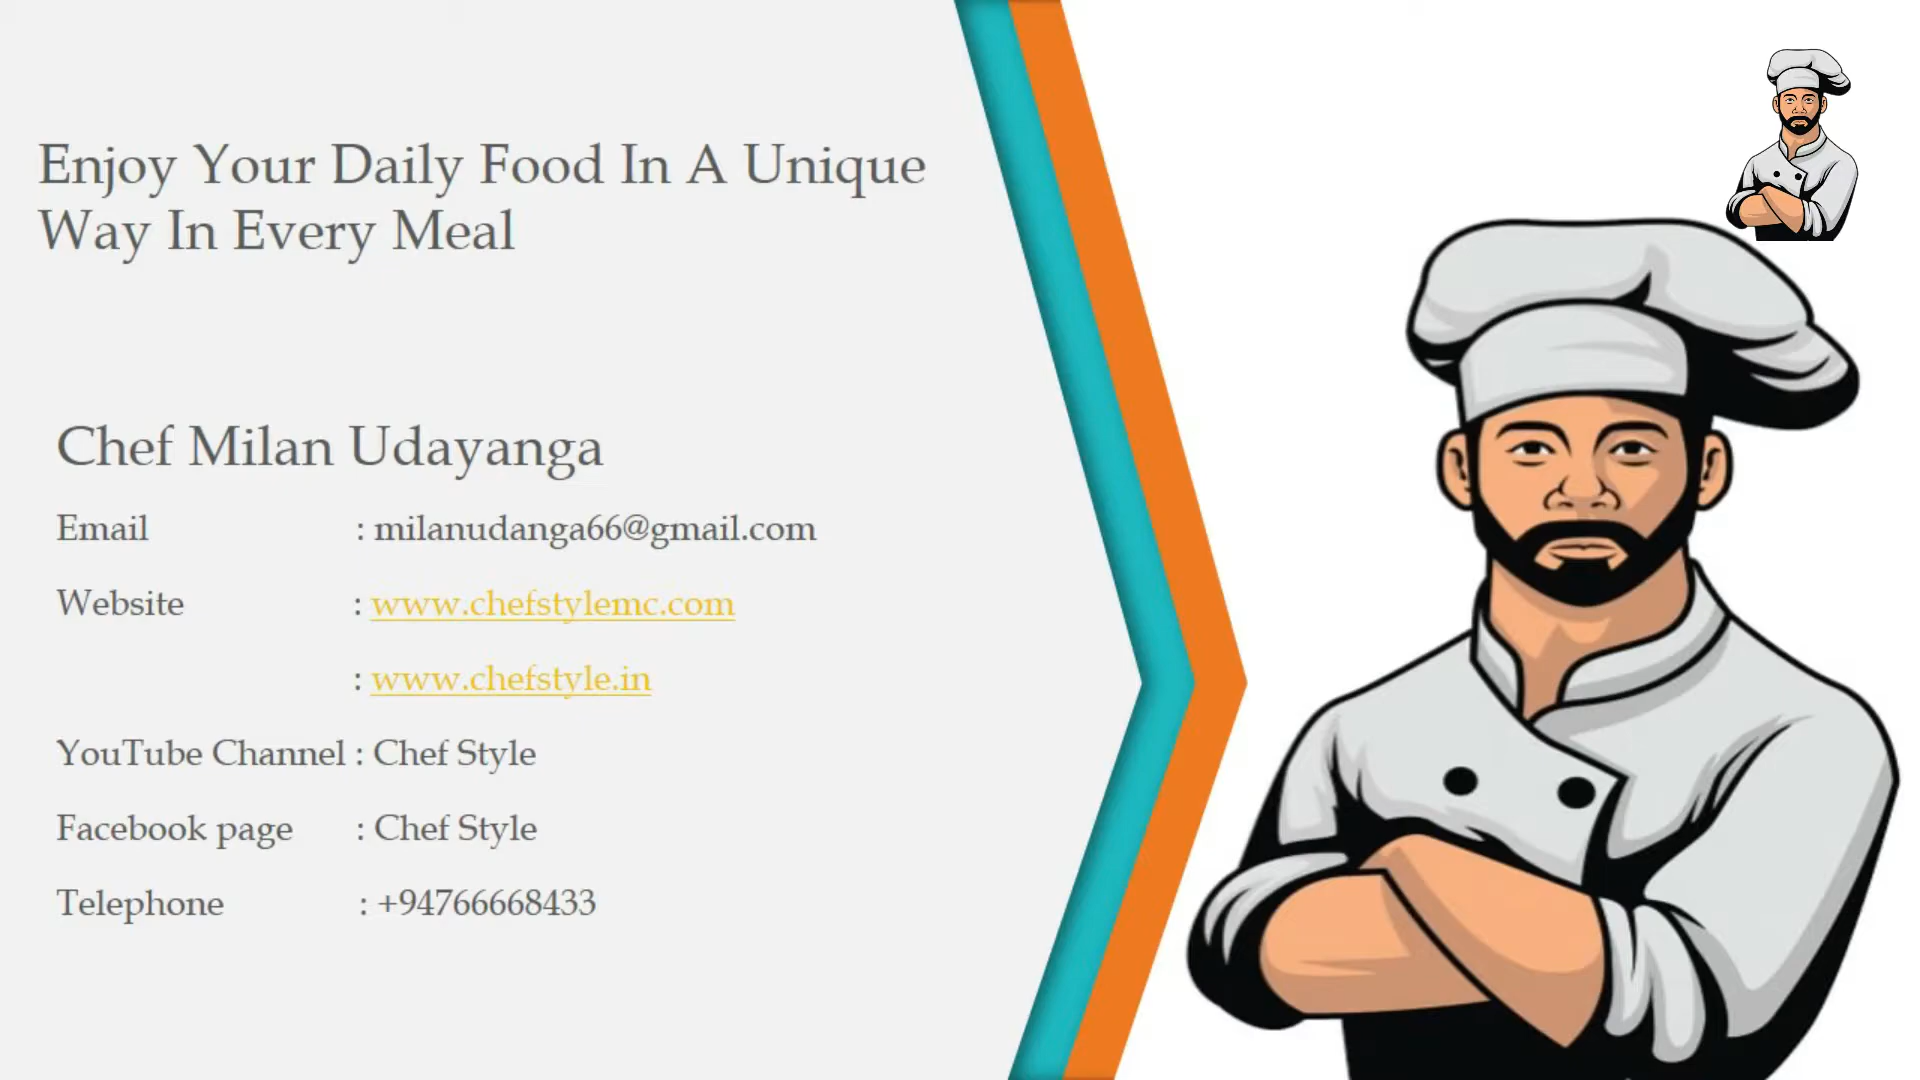 Enjoy Your Daily Food In A Unique
Way In Every Meal
Chef Milan Udayanga
Email : milanudanga66@gmail.com
Website : www.chefstylemc.com
: www.chefstyle.in
YouTube Channel : Chef Style
Facebook page : Chef Style
Telephone : +94766668433